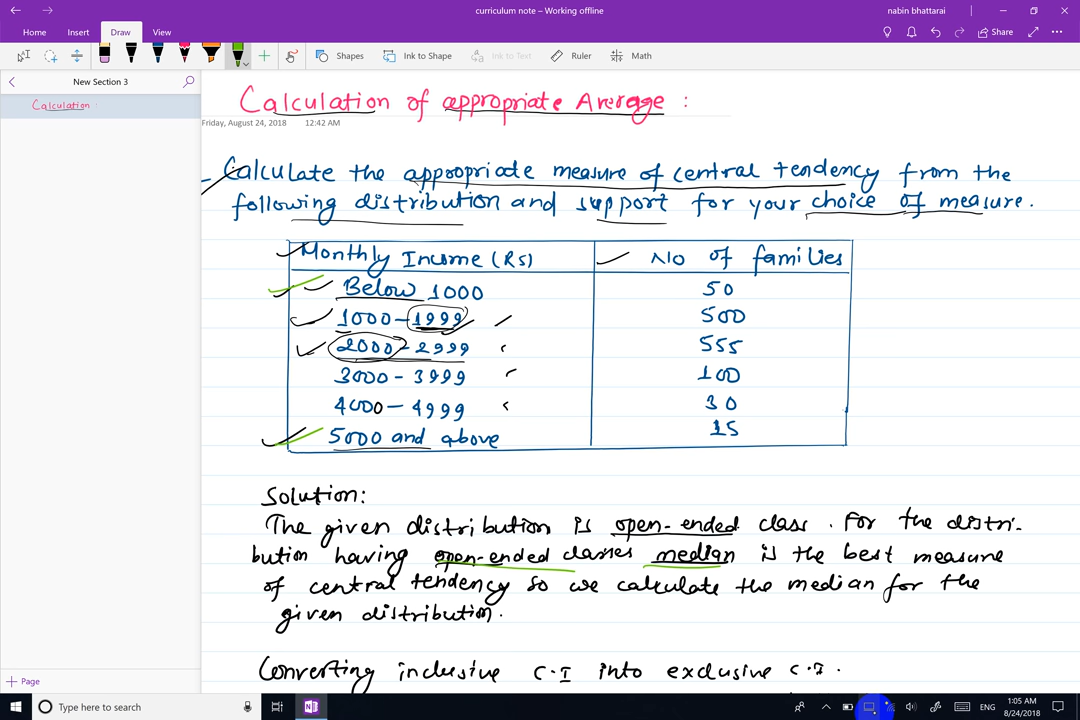 curriculum note – Working offline
nabin bhattarai
Home Insert Draw View
Share
Shapes Ink to Shape Ink to Text Ruler Math
New Section 3
Calculation
Calculation of appropriate Average :
Friday, August 24, 2018 12:42 AM
Calculate the appropriate measure of central tendency from the
following distribution and support for your choice of measure.
Monthly Income (Rs) No of families
Below 1000 50
1000 - 1999 " 500
2000 - 2999 " 555
3000 - 3999 " 100
4000 - 4999 " 30
5000 and above 15
Solution:
The given distribution is open-ended class. For the distri-
bution having open-ended classes median is the best measure
of central tendency so we calculate the median for the
given distribution.
Converting inclusive C.I into exclusive C.I.
+ Page
Type here to search
ENG
1:05 AM
8/24/2018